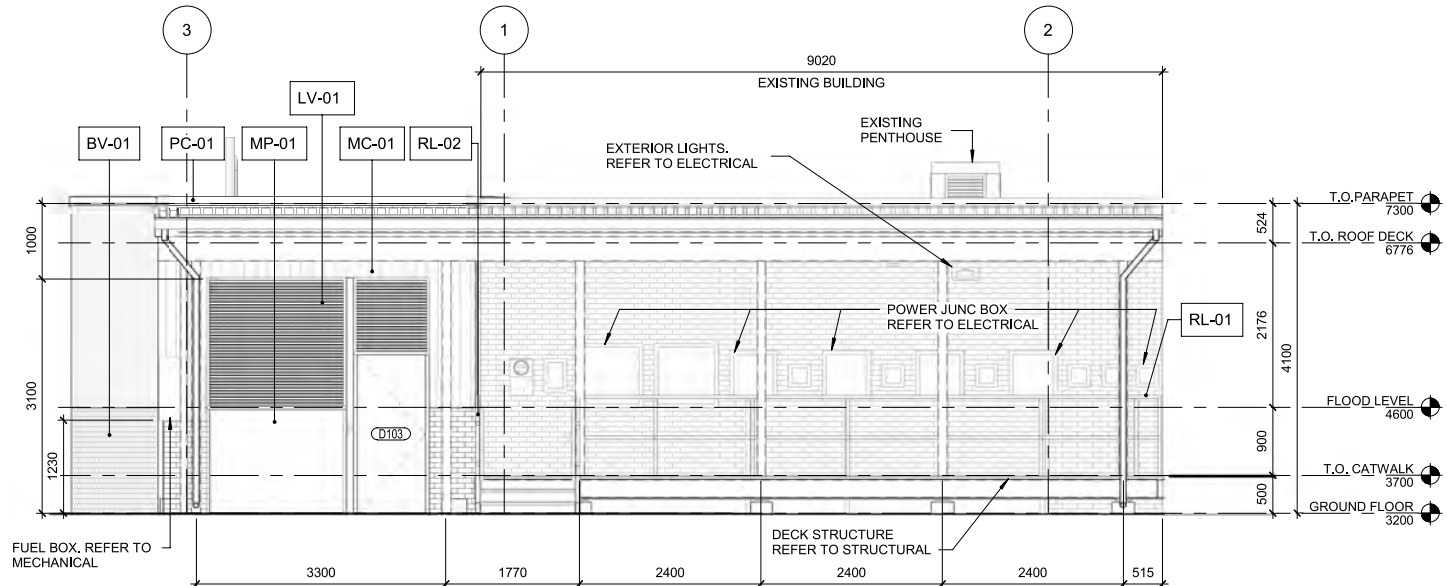 3
1
2
9020
EXISTING BUILDING
LV-01
BV-01
PC-01
MP-01
MC-01
RL-02
EXTERIOR LIGHTS.
REFER TO ELECTRICAL
EXISTING
PENTHOUSE
T.O.PARAPET
7300
T.O. ROOF DECK
6776
1000
524
POWER JUNC BOX
REFER TO ELECTRICAL
RL-01
2176
4100
3100
FLOOD LEVEL
4600
D103
1230
900
T.O. CATWALK
3700
500
GROUND FLOOR
3200
FUEL BOX. REFER TO
MECHANICAL
DECK STRUCTURE
REFER TO STRUCTURAL
3300
1770
2400
2400
2400
515